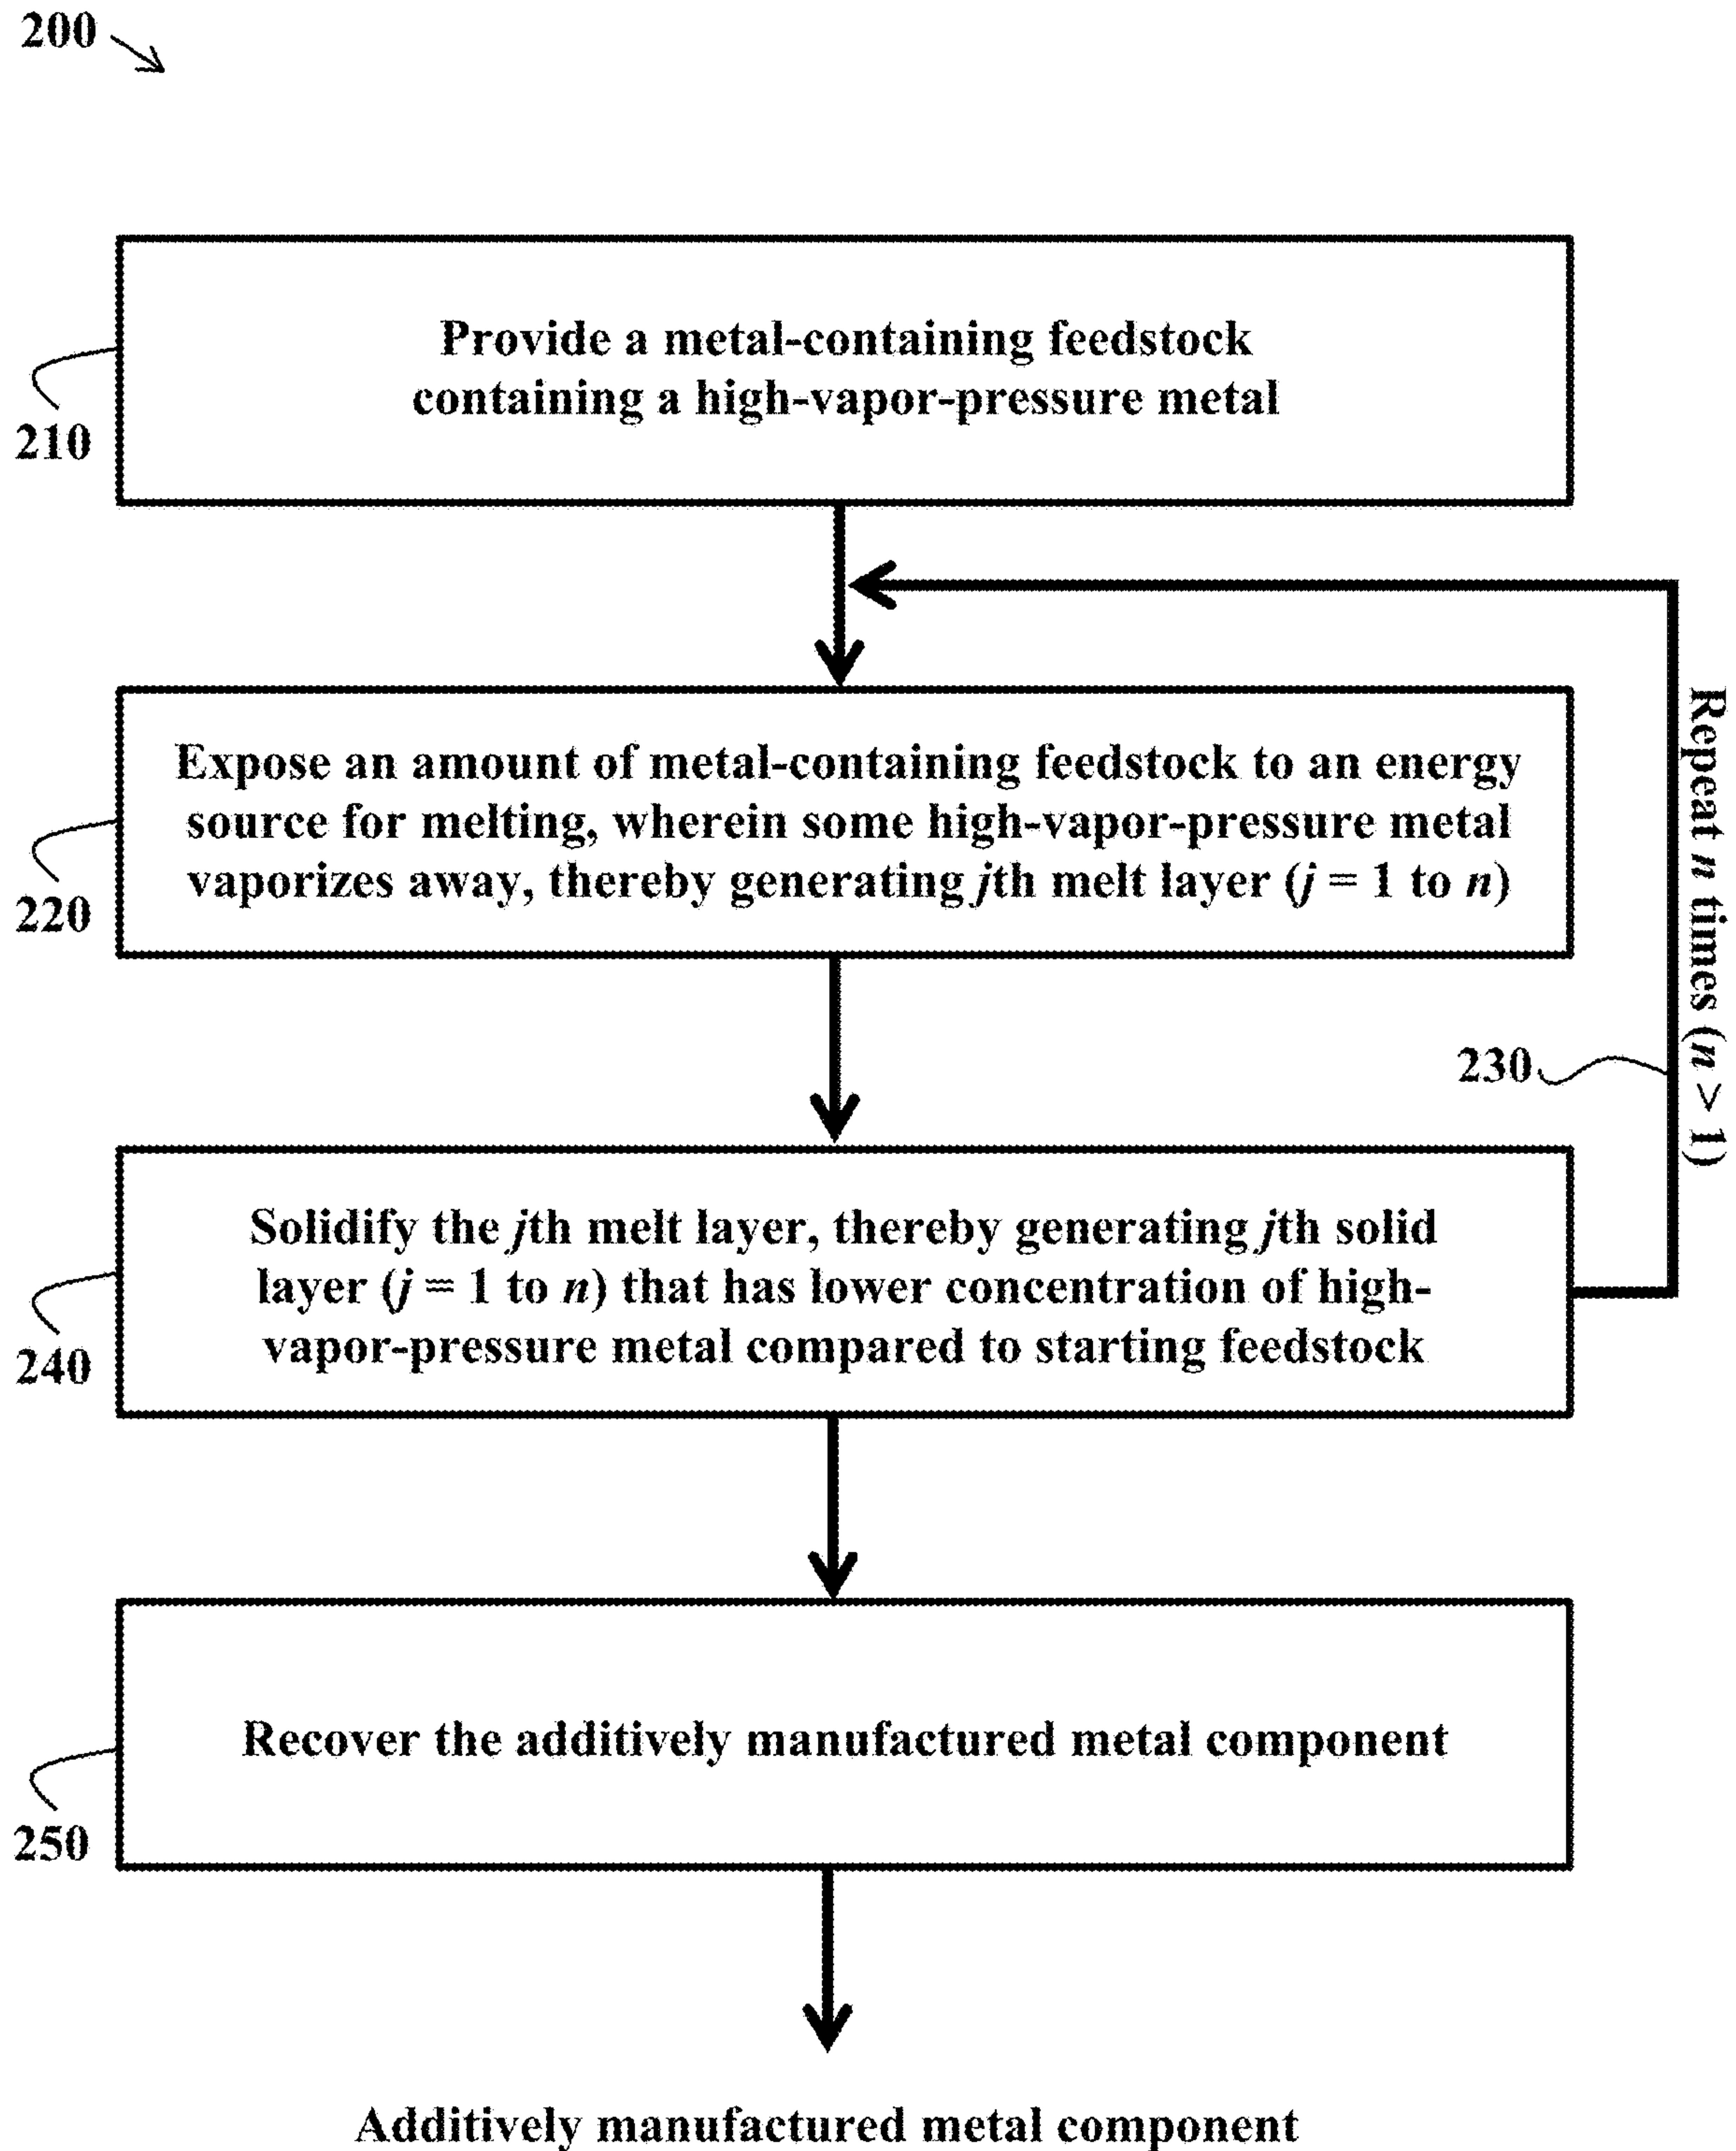 200
Provide a metal-containing feedstock
containing a high-vapor-pressure metal
210
Expose an amount of metal-containing feedstock to an energy
source for melting, wherein some high-vapor-pressure metal
vaporizes away, thereby generating jth melt layer (j = 1 to n)
220
Repeat n times (n > 1)
230
Solidify the jth melt layer, thereby generating jth solid
layer (j = 1 to n) that has lower concentration of high-
vapor-pressure metal compared to starting feedstock
240
Recover the additively manufactured metal component
250
Additively manufactured metal component